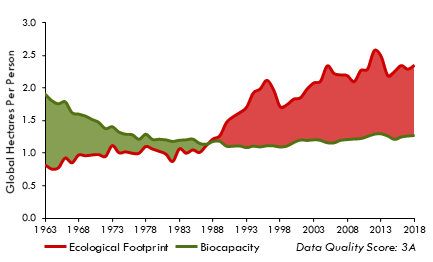 Global Hectares Per Person
3.0
2.5
2.0
1.5
1.0
0.5
0.0
1963 1968 1973 1978 1983 1988 1993 1998 2003 2008 2013 2018
Ecological Footprint Biocapacity Data Quality Score: 3A